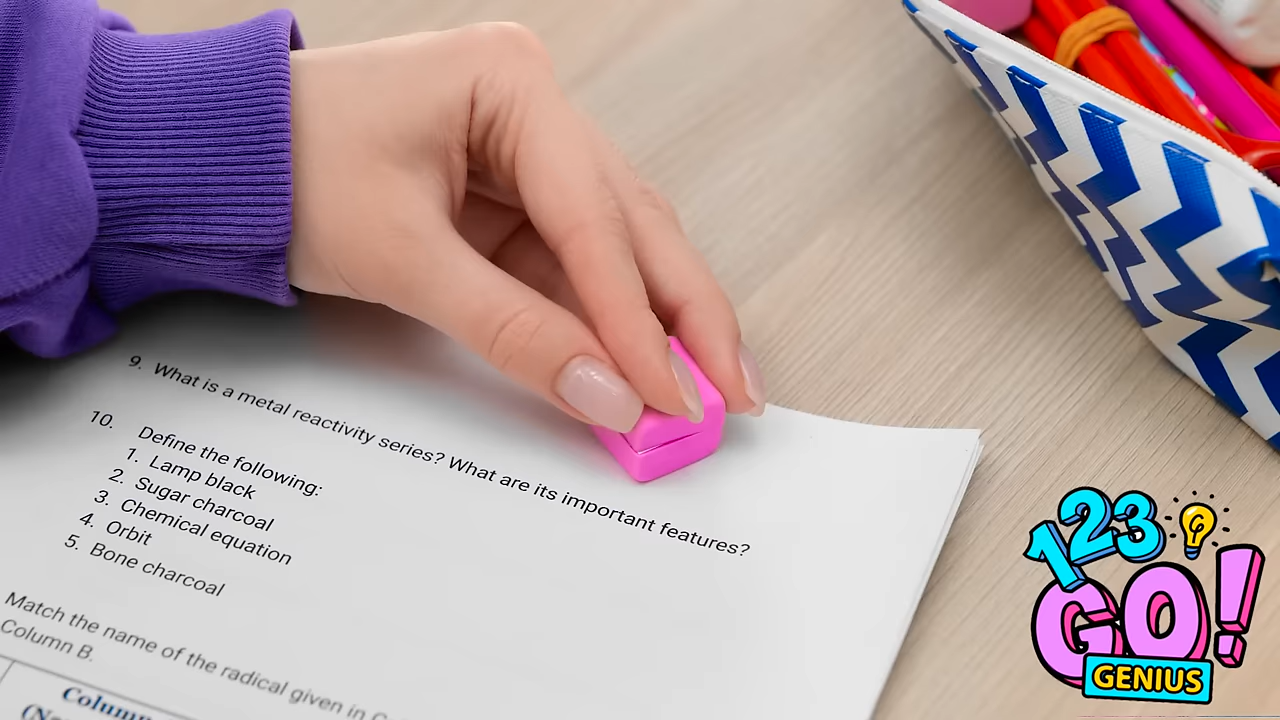 9. What is a metal reactivity series? What are its important features?
10. Define the following:
1. Lamp black
2. Sugar charcoal
3. Chemical equation
4. Orbit
5. Bone charcoal
Match the name of the radical given in
Column B.
Column
123
GO!
GENIUS